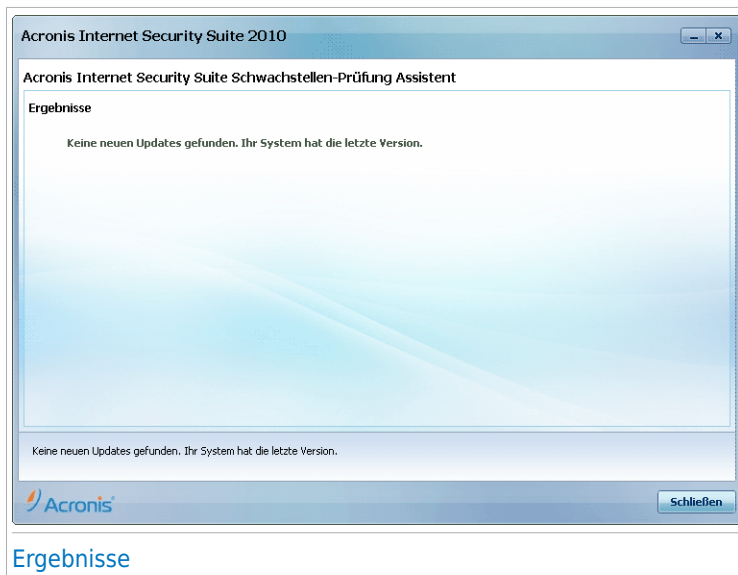 Acronis Internet Security Suite 2010
Acronis Internet Security Suite Schwachstellen-Prüfung Assistent
Ergebnisse
Keine neuen Updates gefunden. Ihr System hat die letzte Version.
Keine neuen Updates gefunden. Ihr System hat die letzte Version.
Acronis
Schließen
Ergebnisse